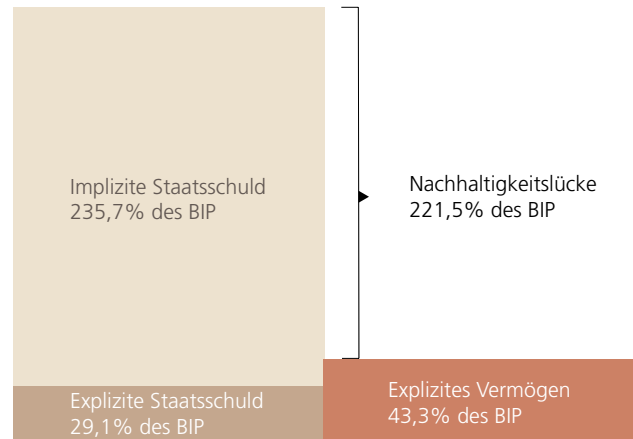 Implizite Staatsschuld
235,7% des BIP
Nachhaltigkeitslücke
221,5% des BIP
Explizite Staatsschuld
29,1% des BIP
Explizites Vermögen
43,3% des BIP